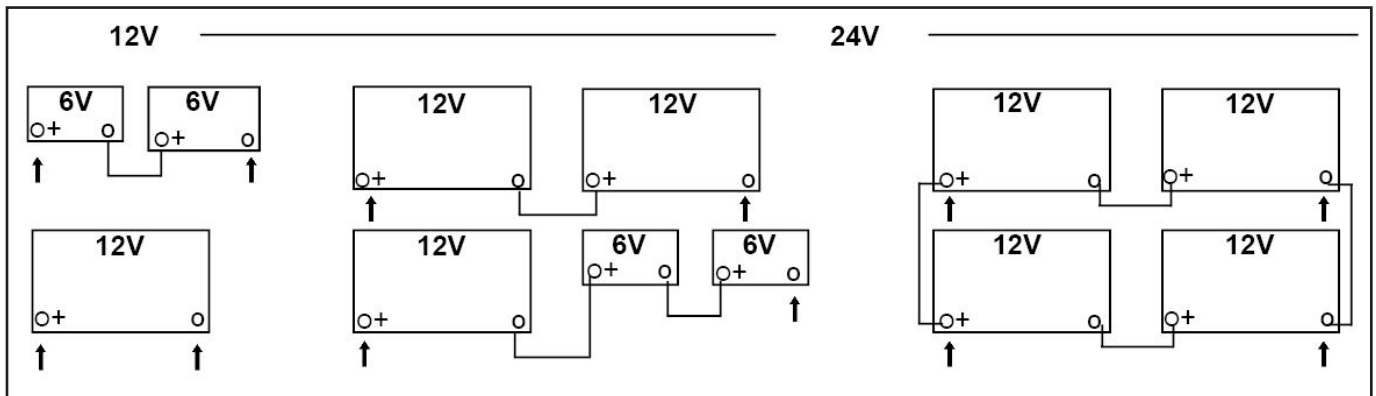 12V 24V
6V 6V 12V 12V 12V 12V
O+ O O+ O
O+ O O+ O O+ O O+ O
12V 12V 6V 6V 12V 12V
O+ O O+ O
O+ O O+ O O+ O O+ O